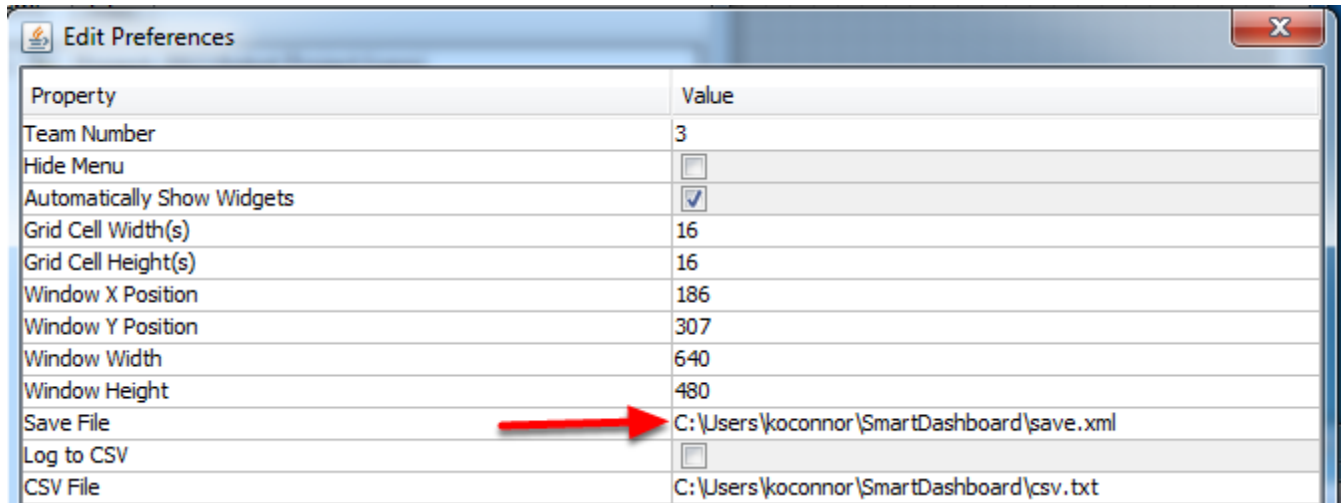 Edit Preferences
Property Value
Team Number 3
Hide Menu
Automatically Show Widgets
Grid Cell Width(s) 16
Grid Cell Height(s) 16
Window X Position 186
Window Y Position 307
Window Width 640
Window Height 480
Save File C:\Users\koconnor\SmartDashboard\save.xml
Log to CSV
CSV File C:\Users\koconnor\SmartDashboard\csv.txt